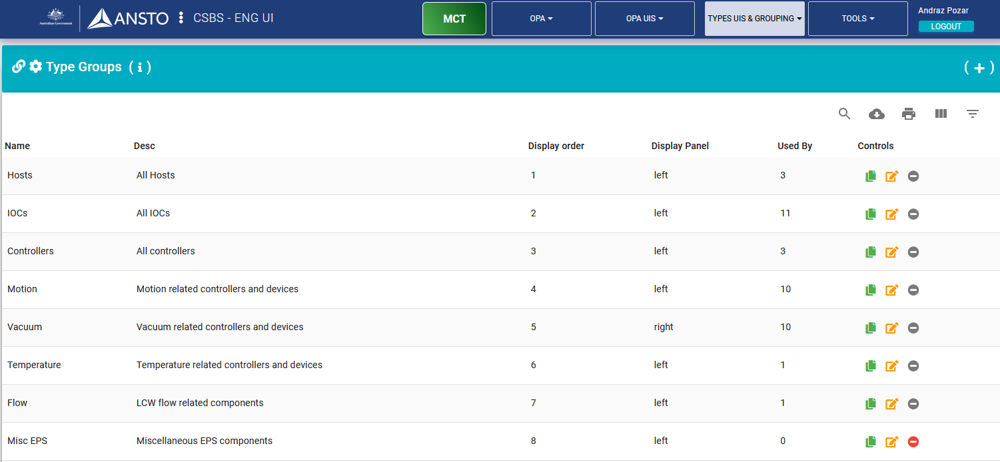 Australian Government
ANSTO
CSBS - ENG UI
MCT
OPA
OPA UIS
TYPES UIS & GROUPING
TOOLS
Andraz Pozar
LOGOUT
Type Groups ( i )
( + )
Name Desc Display order Display Panel Used By Controls
Hosts All Hosts 1 left 3
IOCs All IOCs 2 left 11
Controllers All controllers 3 left 3
Motion Motion related controllers and devices 4 left 10
Vacuum Vacuum related controllers and devices 5 right 10
Temperature Temperature related controllers and devices 6 left 1
Flow LCW flow related components 7 left 1
Misc EPS Miscellaneous EPS components 8 left 0